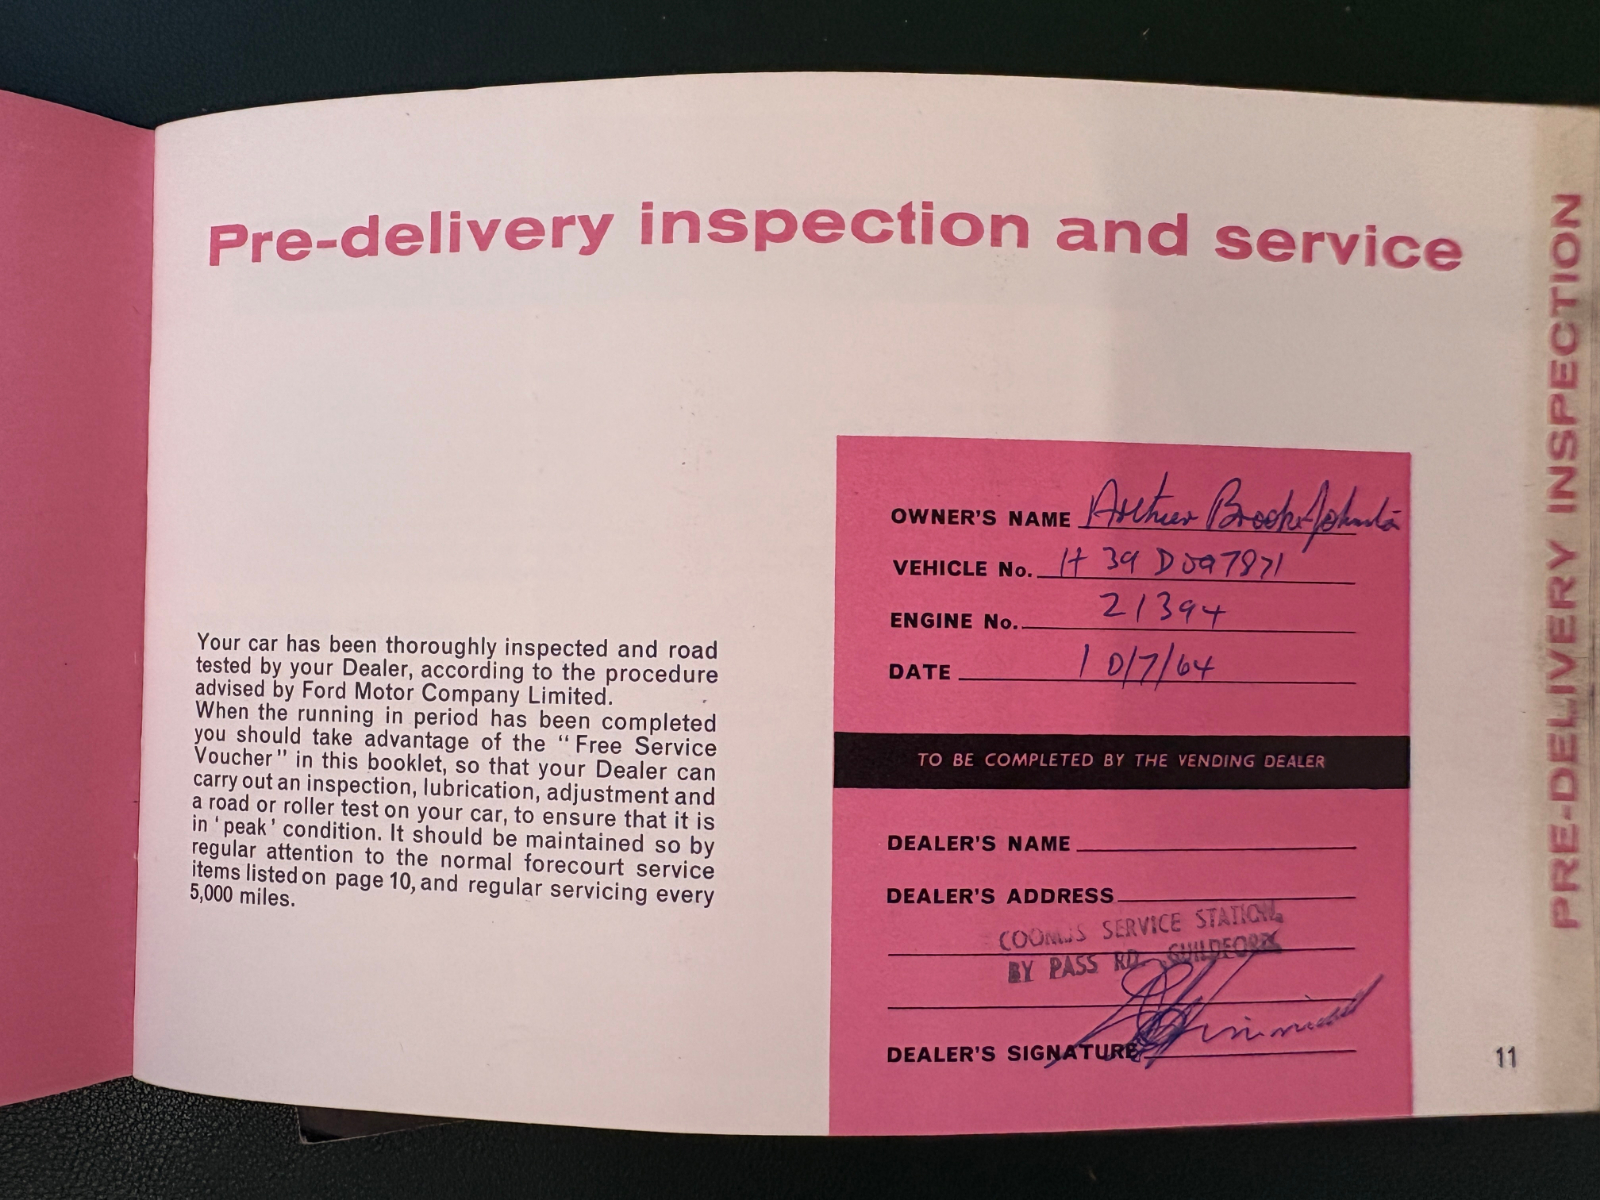 Pre-delivery inspection and service
Your car has been thoroughly inspected and road
tested by your Dealer, according to the procedure
advised by Ford Motor Company Limited.
When the running in period has been completed
you should take advantage of the “Free Service
Voucher” in this booklet, so that your Dealer can
carry out an inspection, lubrication, adjustment and
a road or roller test on your car, to ensure that it is
in ‘peak’ condition. It should be maintained so by
regular attention to the normal forecourt service
items listed on page 10, and regular servicing every
5,000 miles.
OWNER'S NAME Arthur
VEHICLE No.
ENGINE No. 21394
DATE 10/7/64
TO BE COMPLETED BY THE VENDING DEALER
DEALER'S NAME
DEALER'S ADDRESS
SERVICE STATION,
BY PASS RD. GUILDFORD
DEALER'S SIGNATURE
11
PRE-DELIVERY INSPECTION